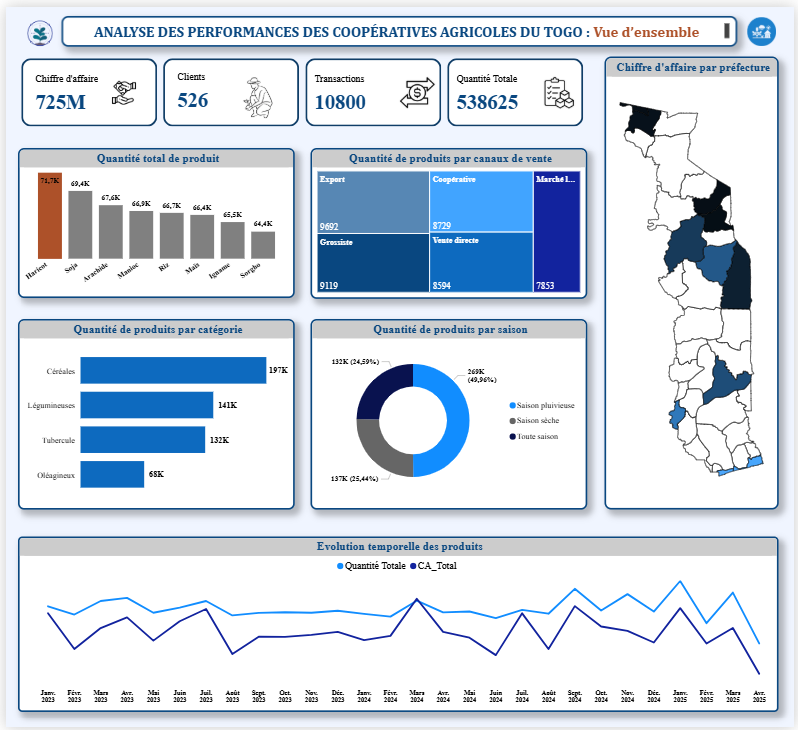 ANALYSE DES PERFORMANCES DES COOPÉRATIVES AGRICOLES DU TOGO : Vue d'ensemble
Chiffre d'affaire
725M
Clients
526
Transactions
10800
Quantité Totale
538625
Chiffre d'affaire par préfecture
Quantité total de produit
71,7K
69,4K
67,6K
66,9K
66,7K
66,4K
65,5K
64,4K
Haricot
Soja
Arachide
Manioc
Riz
Maïs
Igname
Sorgho
Quantité de produits par canaux de vente
Export
9692
Coopérative
8729
Marché l...
7853
Grossiste
9119
Vente directe
8594
Quantité de produits par catégorie
Céréales
197K
Légumineuses
141K
Tubercule
132K
Oléagineux
68K
Quantité de produits par saison
132K (24,59%)
269K
(49,96%)
137K (25,44%)
Saison pluivieuse
Saison sèche
Toute saison
Evolution temporelle des produits
Quantité Totale
CA_Total
Janv. 2023
Févr. 2023
Mars 2023
Avr. 2023
Mai 2023
Juin 2023
Juil. 2023
Août 2023
Sept. 2023
Oct. 2023
Nov. 2023
Déc. 2023
Janv. 2024
Févr. 2024
Mars 2024
Avr. 2024
Mai 2024
Juin 2024
Juil. 2024
Août 2024
Sept. 2024
Oct. 2024
Nov. 2024
Déc. 2024
Janv. 2025
Févr. 2025
Mars 2025
Avr. 2025